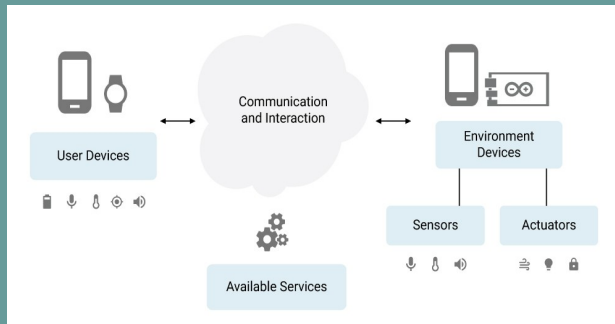 Communication
and Interaction
User Devices
Environment
Devices
Sensors
Actuators
Available Services